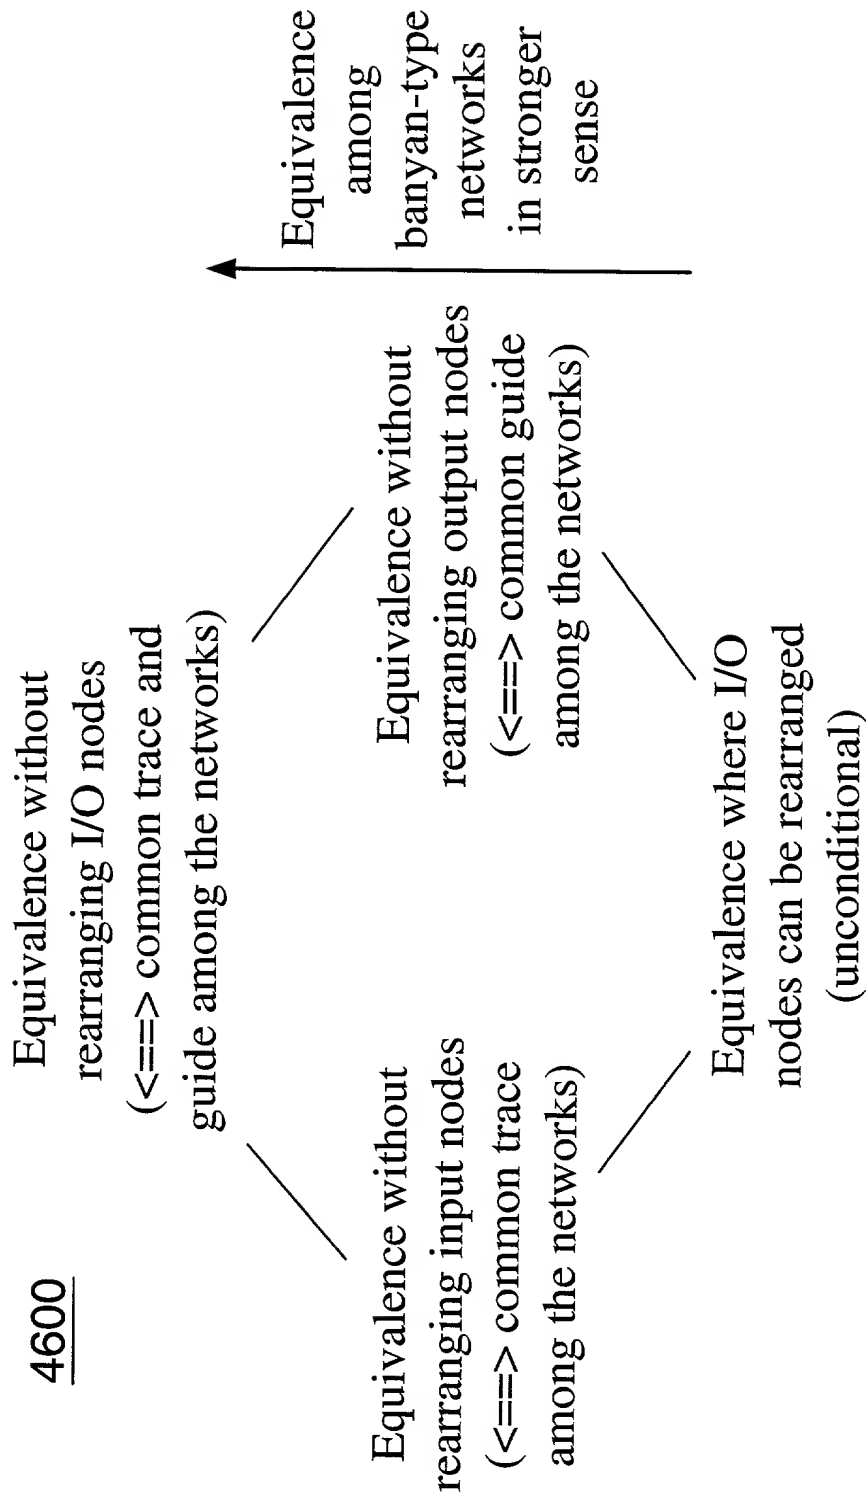 4600
Equivalence without
rearranging I/O nodes
(<==> common trace and
guide among the networks)
Equivalence without
rearranging input nodes
(<==> common trace
among the networks)
Equivalence without
rearranging output nodes
(<==> common guide
among the networks)
Equivalence where I/O
nodes can be rearranged
(unconditional)
Equivalence
among
banyan-type
networks
in stronger
sense